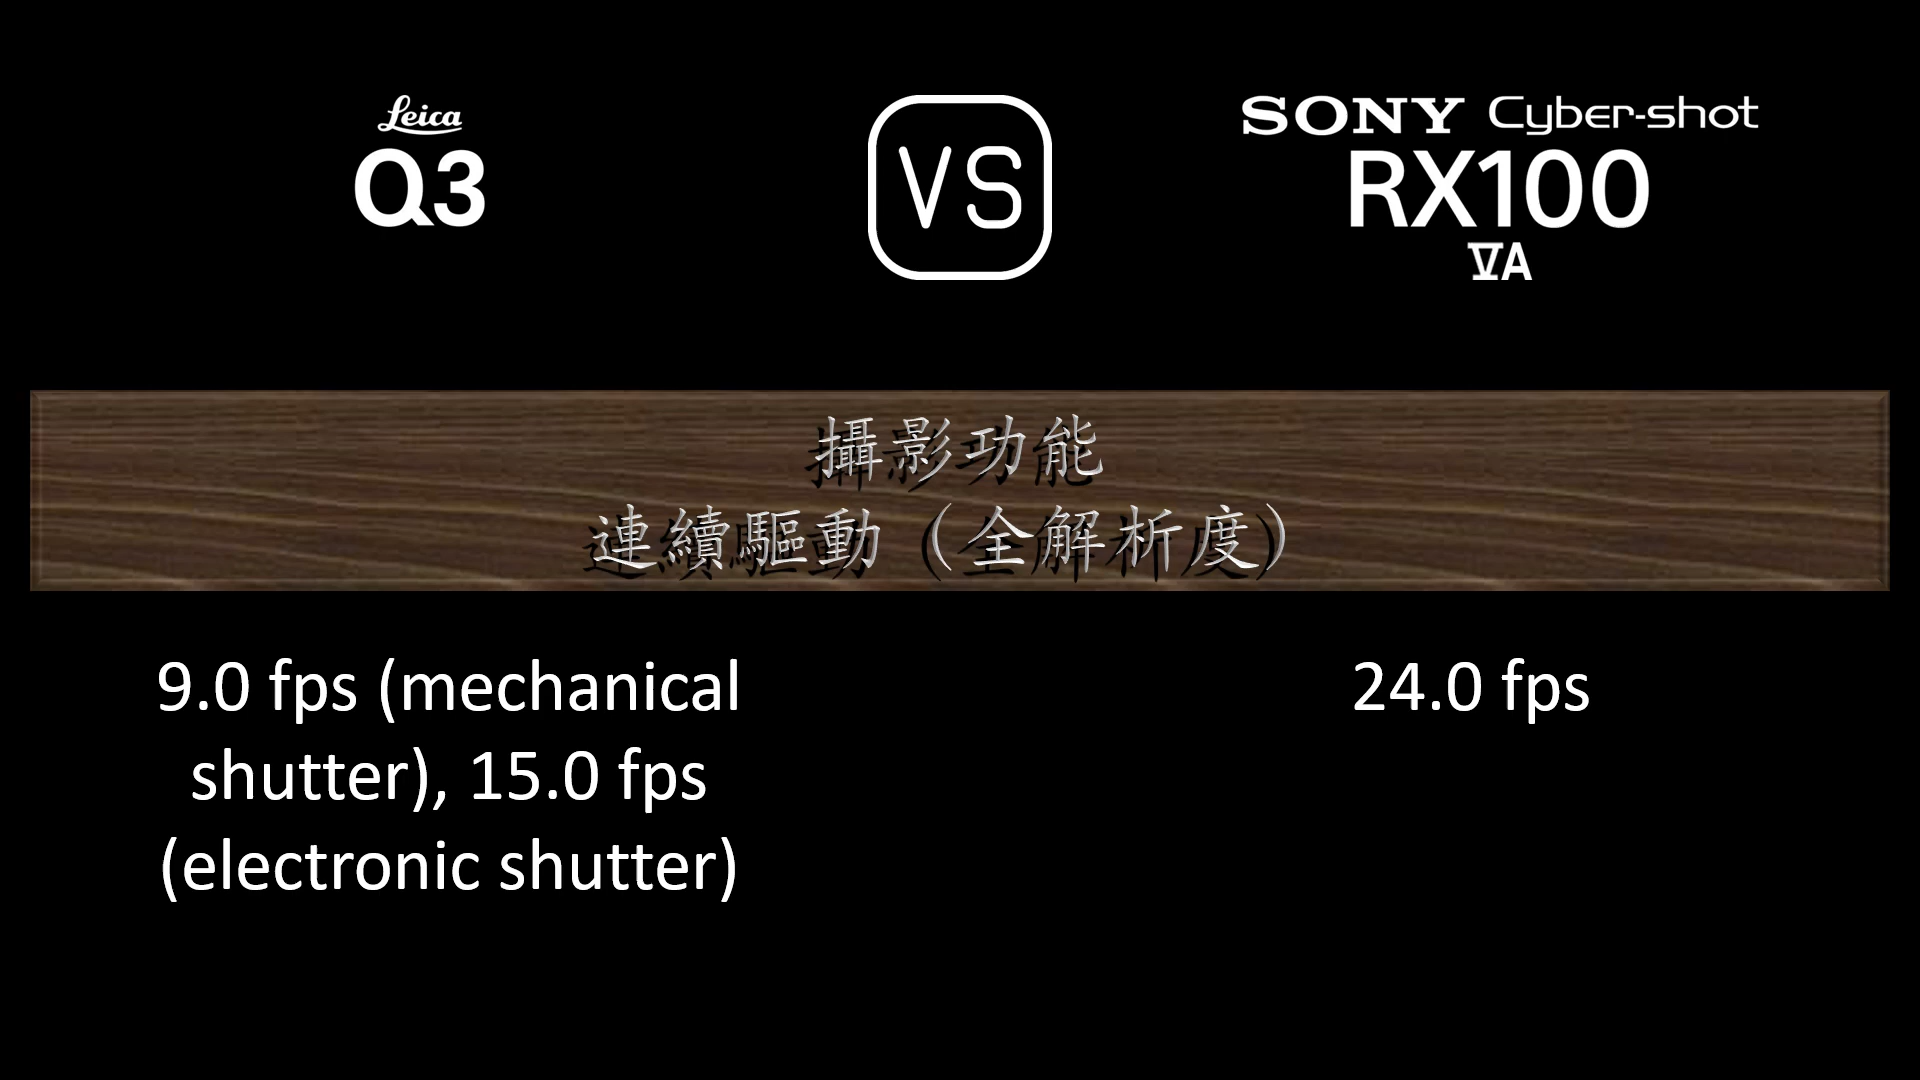 Leica
Q3
VS
SONY Cyber-shot
RX100
VA
攝影功能
連續驅動（全解析度）
9.0 fps (mechanical
shutter), 15.0 fps
(electronic shutter)
24.0 fps